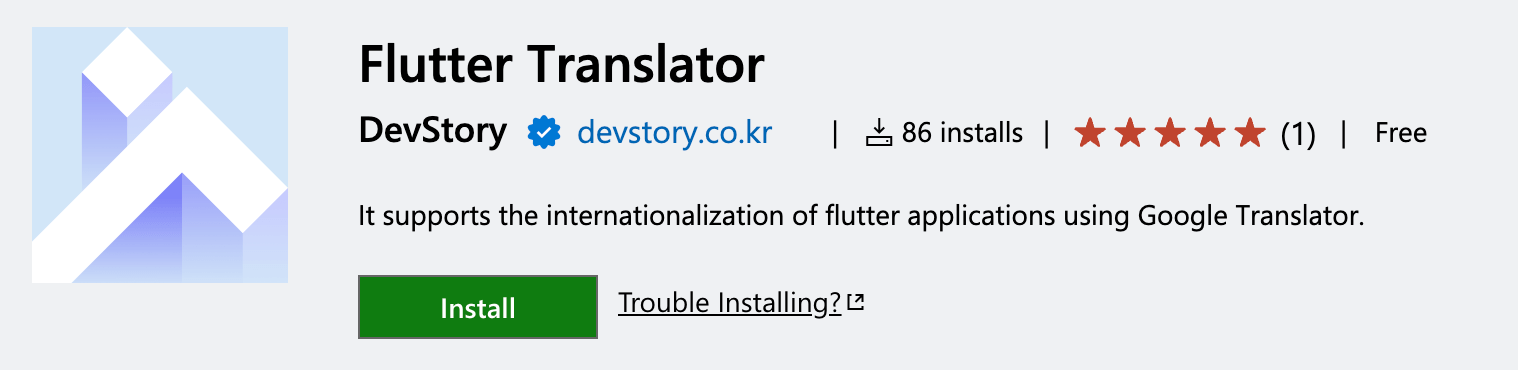 Flutter Translator
DevStory devstory.co.kr | 86 installs | (1) | Free
It supports the internationalization of flutter applications using Google Translator.
Install Trouble Installing?